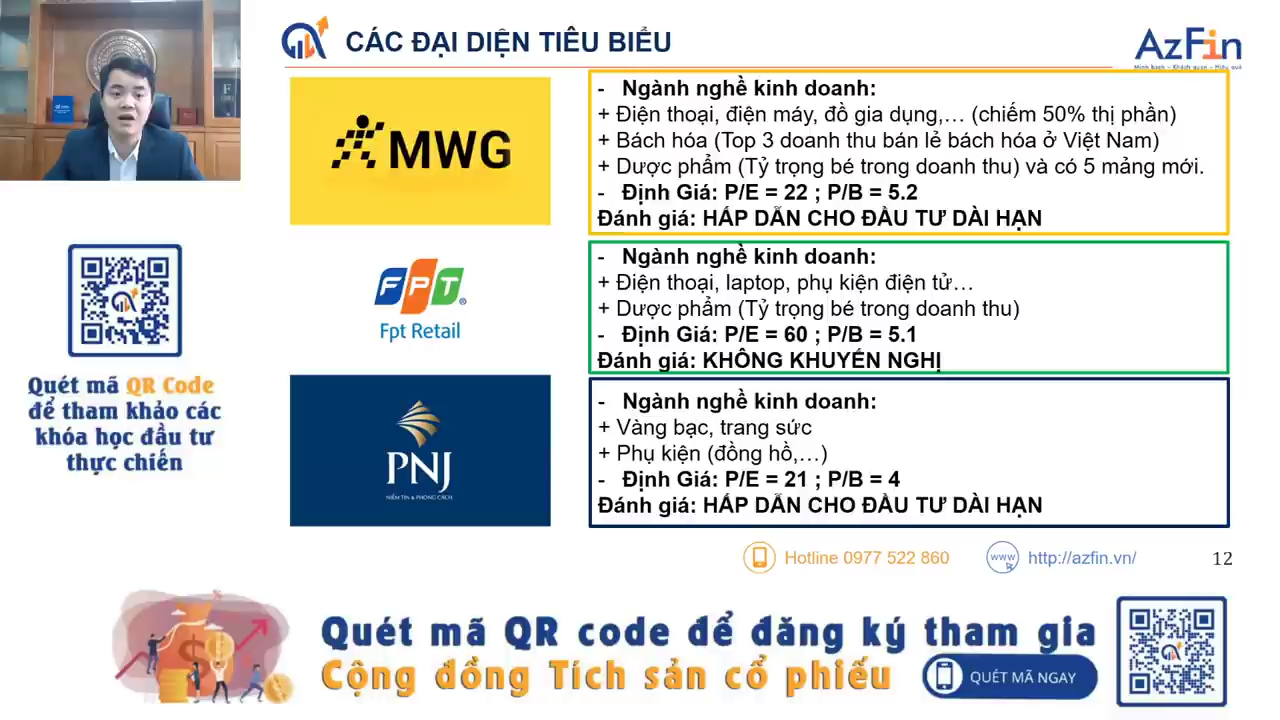 CÁC ĐẠI DIỆN TIÊU BIỂU
AzFin
Minh bạch – Khách quan – Hiệu quả
MWG
- Ngành nghề kinh doanh:
+ Điện thoại, điện máy, đồ gia dụng,… (chiếm 50% thị phần)
+ Bách hóa (Top 3 doanh thu bán lẻ bách hóa ở Việt Nam)
+ Dược phẩm (Tỷ trọng bé trong doanh thu) và có 5 mảng mới.
- Định Giá: P/E = 22 ; P/B = 5.2
Đánh giá: HẤP DẪN CHO ĐẦU TƯ DÀI HẠN
FPT
Fpt Retail
- Ngành nghề kinh doanh:
+ Điện thoại, laptop, phụ kiện điện tử…
+ Dược phẩm (Tỷ trọng bé trong doanh thu)
- Định Giá: P/E = 60 ; P/B = 5.1
Đánh giá: KHÔNG KHUYẾN NGHỊ
PNJ
NIỀM TIN & PHONG CÁCH
- Ngành nghề kinh doanh:
+ Vàng bạc, trang sức
+ Phụ kiện (đồng hồ,…)
- Định Giá: P/E = 21 ; P/B = 4
Đánh giá: HẤP DẪN CHO ĐẦU TƯ DÀI HẠN
Quét mã QR Code
để tham khảo các
khóa học đầu tư
thực chiến
Hotline 0977 522 860
www
http://azfin.vn/
12
Quét mã QR code để đăng ký tham gia
Cộng đồng Tích sản cổ phiếu
QUÉT MÃ NGAY